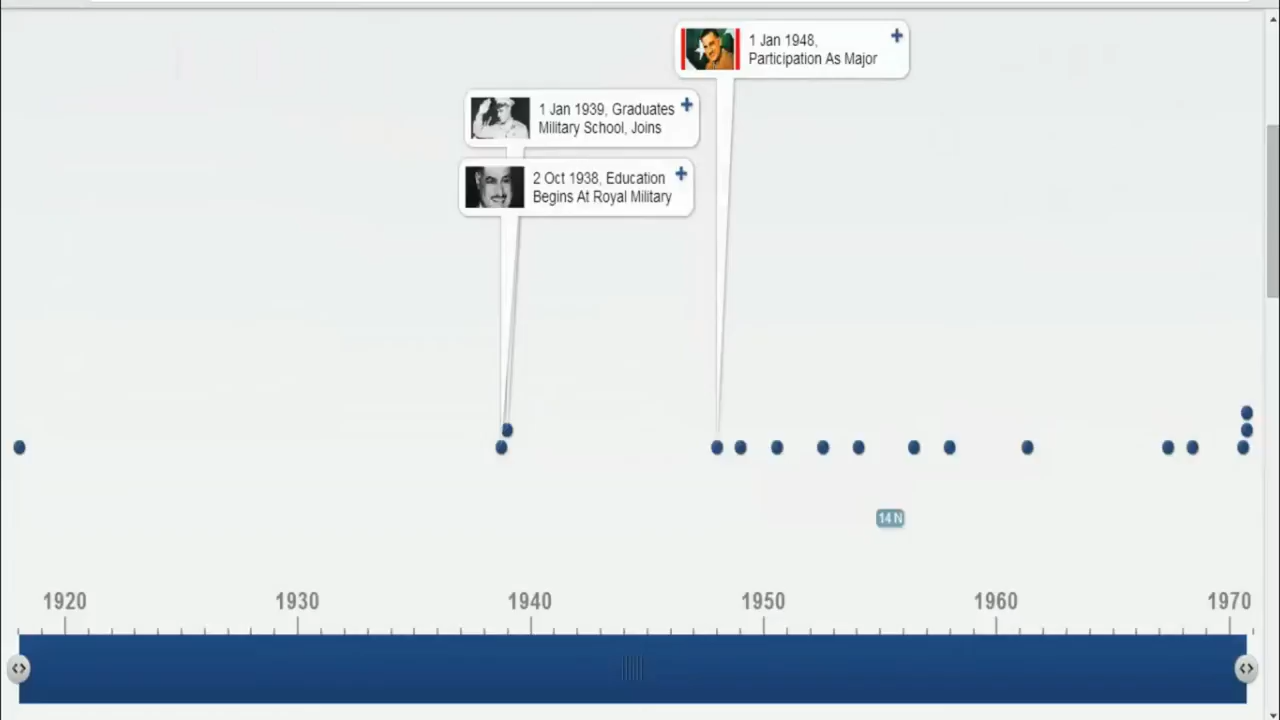 1 Jan 1948,
Participation As Major
1 Jan 1939, Graduates
Military School, Joins
2 Oct 1938, Education
Begins At Royal Military
14 N
1920 1930 1940 1950 1960 1970